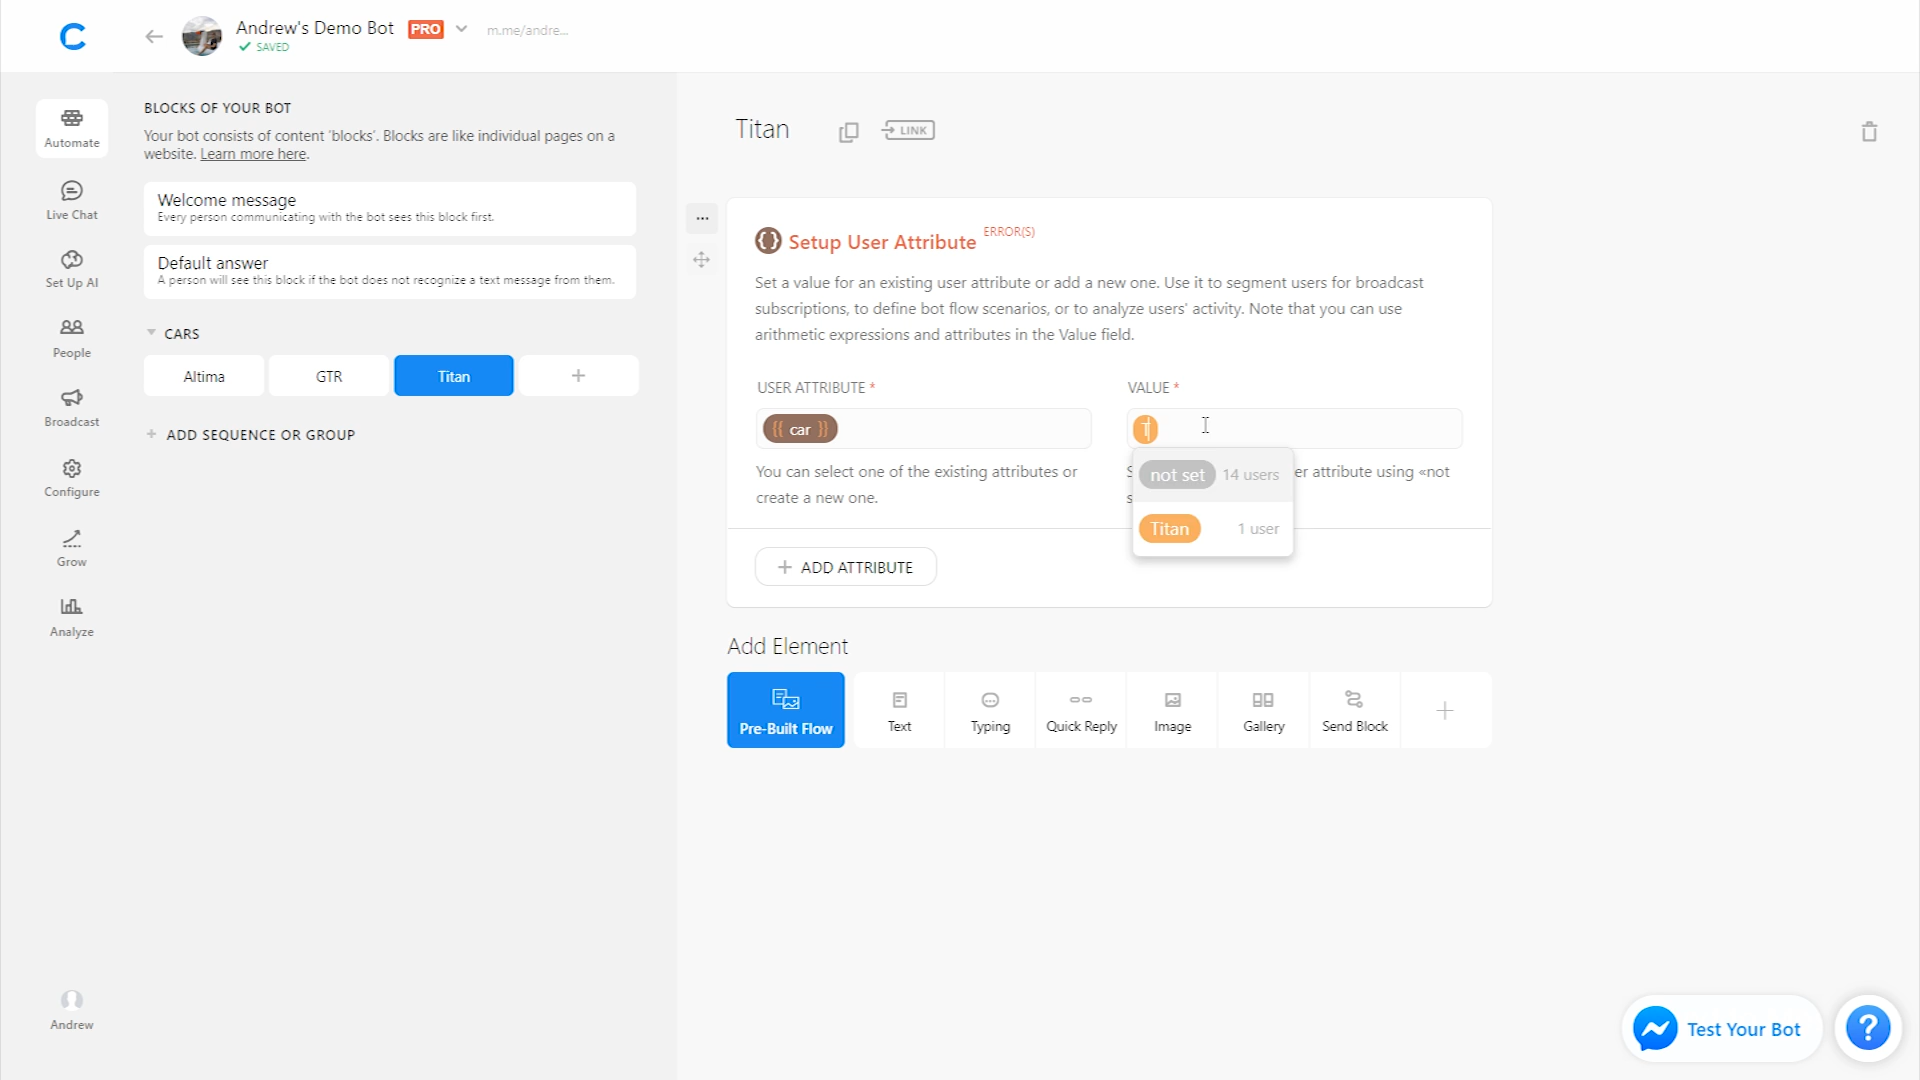 Andrew's Demo Bot PRO m.me/andre...
SAVED
Automate
Live Chat
Set Up AI
People
Broadcast
Configure
Grow
Analyze
Andrew
BLOCKS OF YOUR BOT
Your bot consists of content 'blocks'. Blocks are like individual pages on a
website. Learn more here.
Welcome message
Every person communicating with the bot sees this block first.
Default answer
A person will see this block if the bot does not recognize a text message from them.
CARS
Altima GTR Titan +
+ ADD SEQUENCE OR GROUP
Titan LINK
Setup User Attribute ERROR(S)
Set a value for an existing user attribute or add a new one. Use it to segment users for broadcast
subscriptions, to define bot flow scenarios, or to analyze users' activity. Note that you can use
arithmetic expressions and attributes in the Value field.
USER ATTRIBUTE *
{{ car }}
You can select one of the existing attributes or
create a new one.
VALUE *
T
S er attribute using «not
s
not set 14 users
Titan 1 user
+ ADD ATTRIBUTE
Add Element
Pre-Built Flow
Text
Typing
Quick Reply
Image
Gallery
Send Block
+
Test Your Bot
?